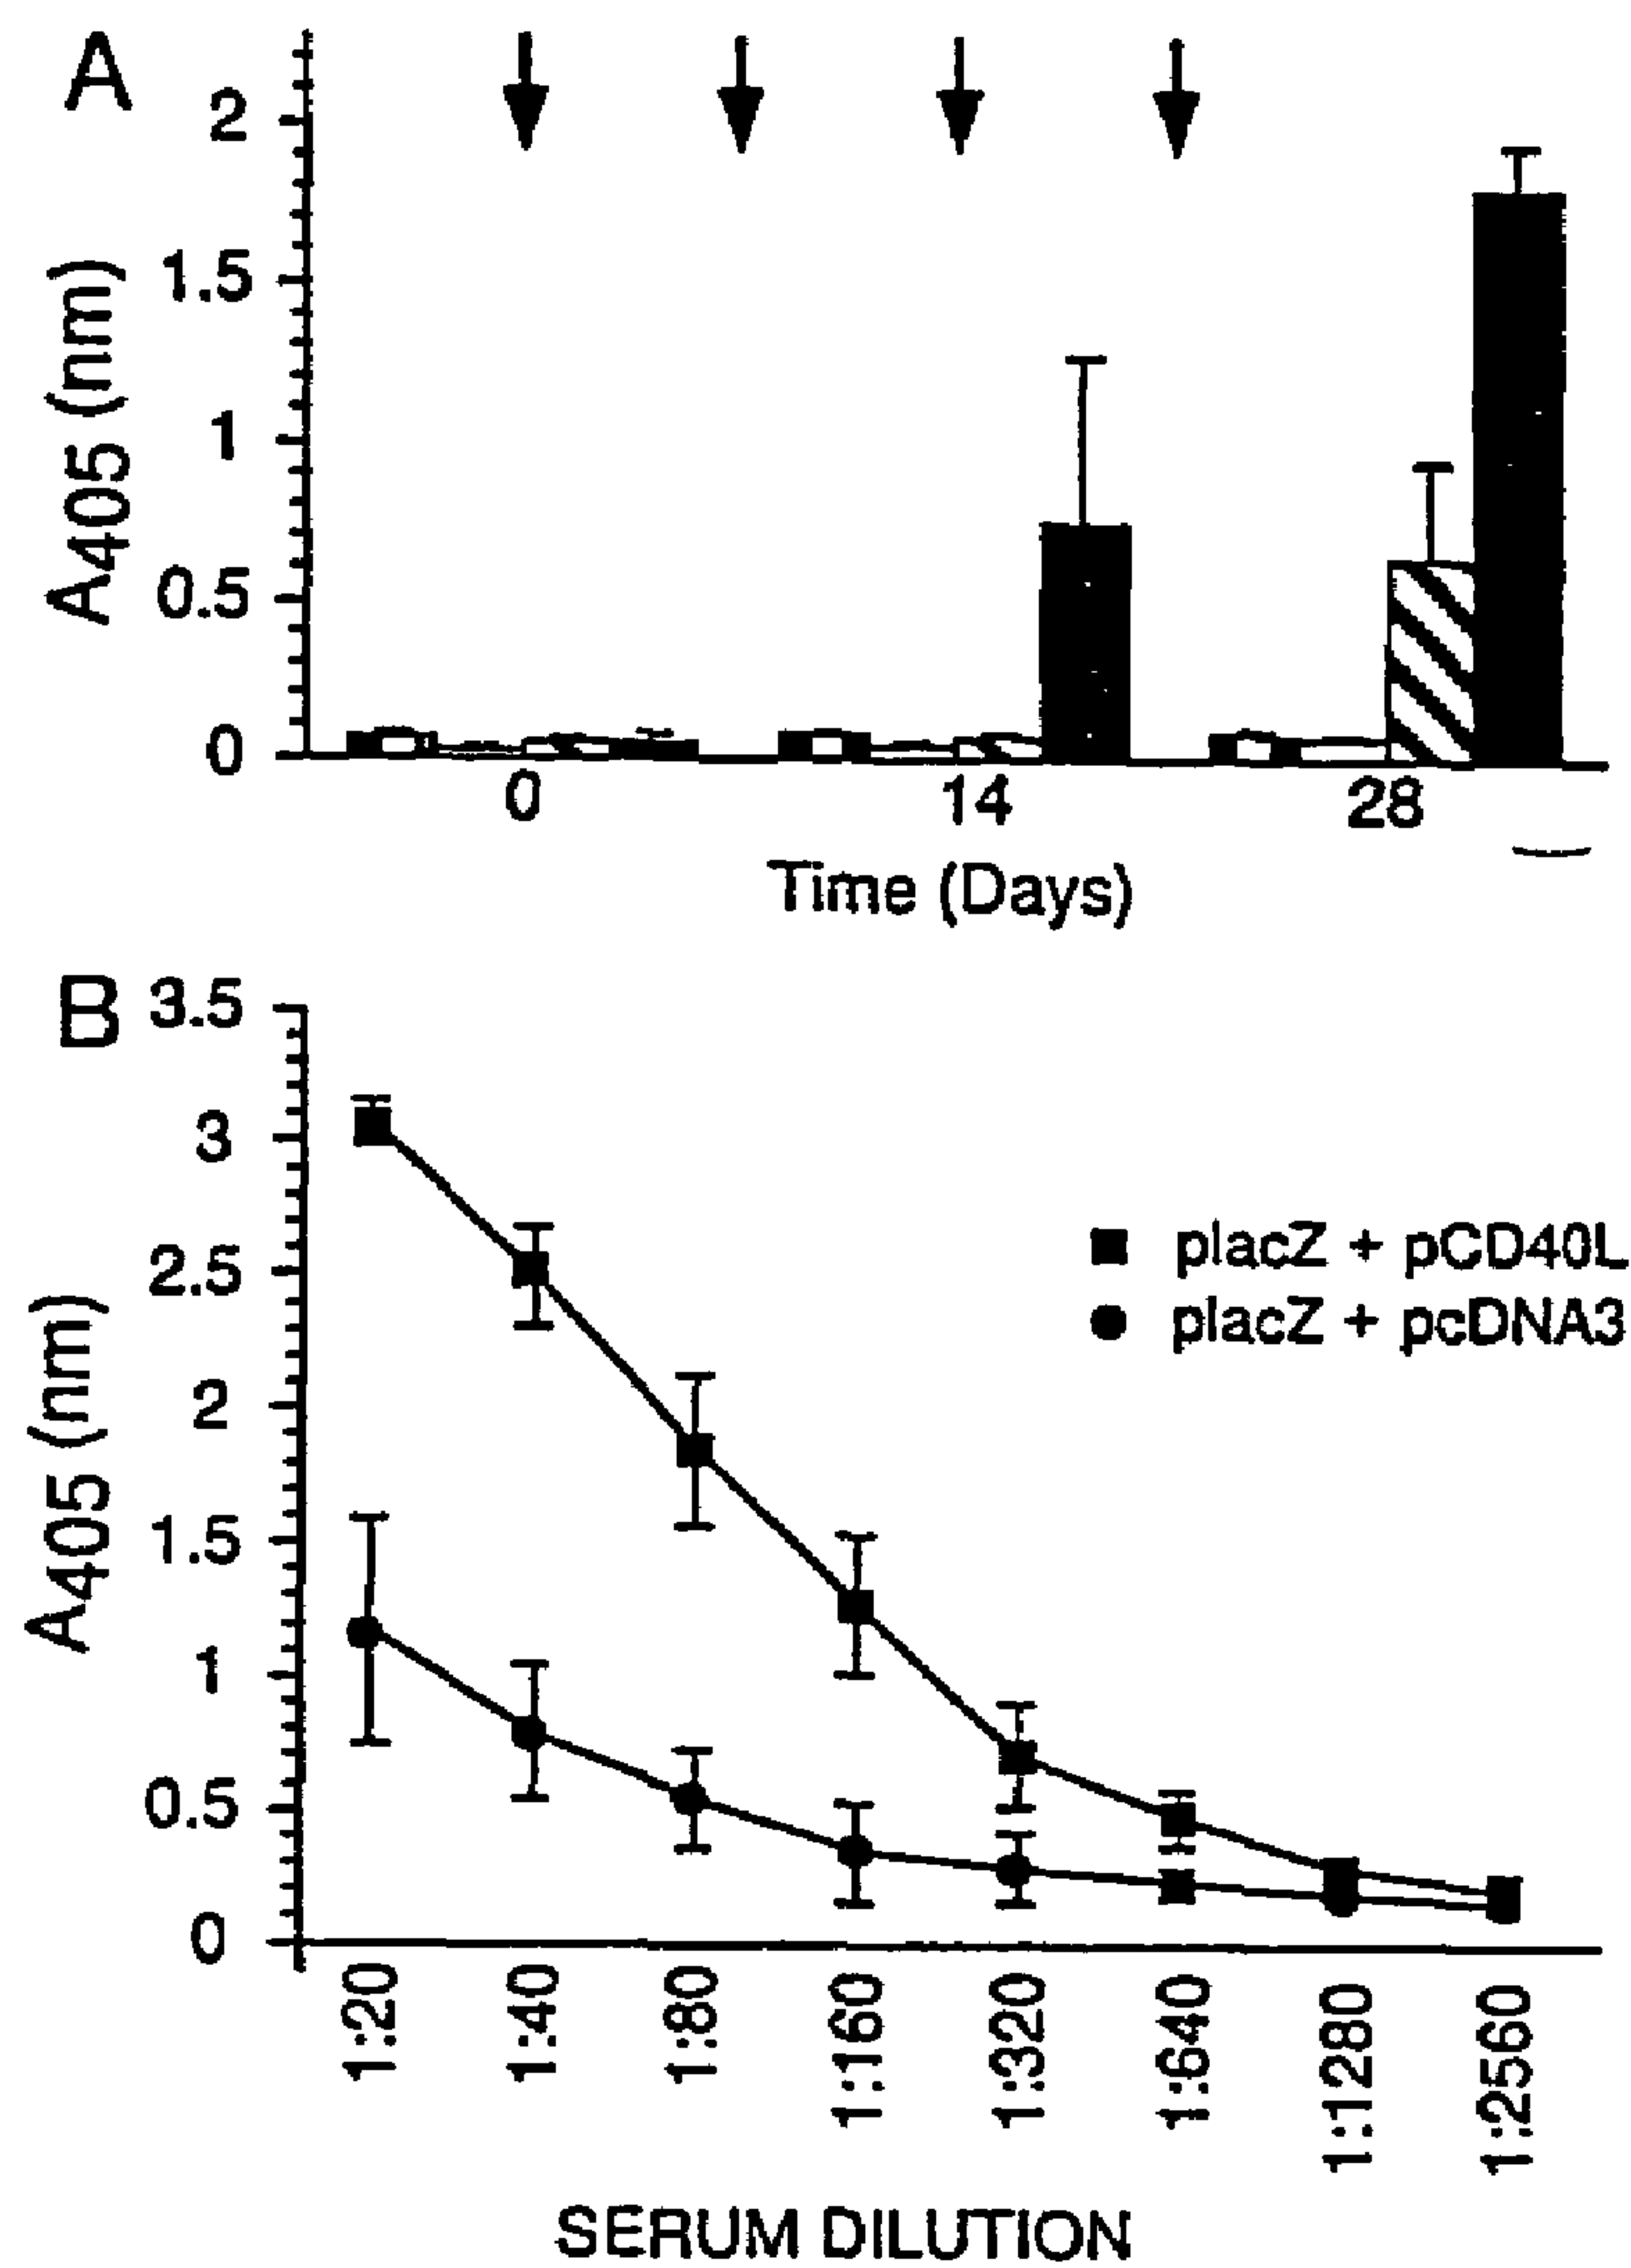 A
2
1.5
1
0.5
0
A405 (nm)
0 14 28
Time (Days)
B
3.5
3
2.5
2
1.5
1
0.5
0
A405 (nm)
placZ + pCD40L
placZ + pcDNA3
1:20 1:40 1:80 1:160 1:320 1:640 1:1280 1:2560
SERUM DILUTION